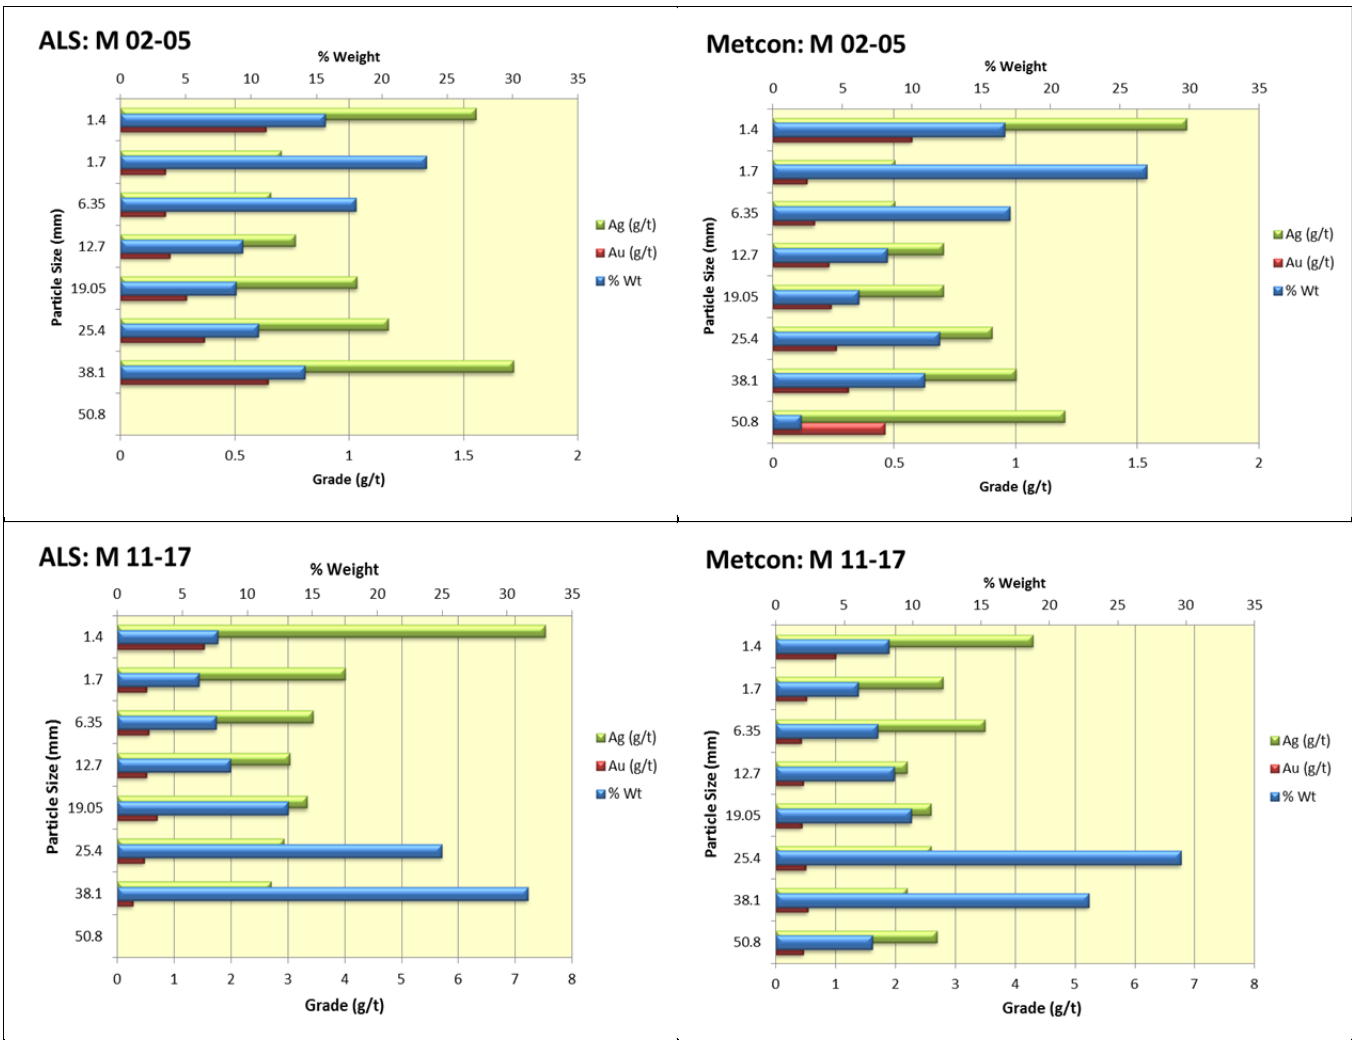 ALS: M 02-05
% Weight
0 5 10 15 20 25 30 35
1.4
1.7
6.35
12.7
19.05
25.4
38.1
50.8
Particle Size (mm)
0 0.5 1 1.5 2
Grade (g/t)
Ag (g/t)
Au (g/t)
% Wt
Metcon: M 02-05
% Weight
0 5 10 15 20 25 30 35
1.4
1.7
6.35
12.7
19.05
25.4
38.1
50.8
Particle Size (mm)
0 0.5 1 1.5 2
Grade (g/t)
Ag (g/t)
Au (g/t)
% Wt
ALS: M 11-17
% Weight
0 5 10 15 20 25 30 35
1.4
1.7
6.35
12.7
19.05
25.4
38.1
50.8
Particle Size (mm)
0 1 2 3 4 5 6 7 8
Grade (g/t)
Ag (g/t)
Au (g/t)
% Wt
Metcon: M 11-17
% Weight
0 5 10 15 20 25 30 35
1.4
1.7
6.35
12.7
19.05
25.4
38.1
50.8
Particle Size (mm)
0 1 2 3 4 5 6 7 8
Grade (g/t)
Ag (g/t)
Au (g/t)
% Wt